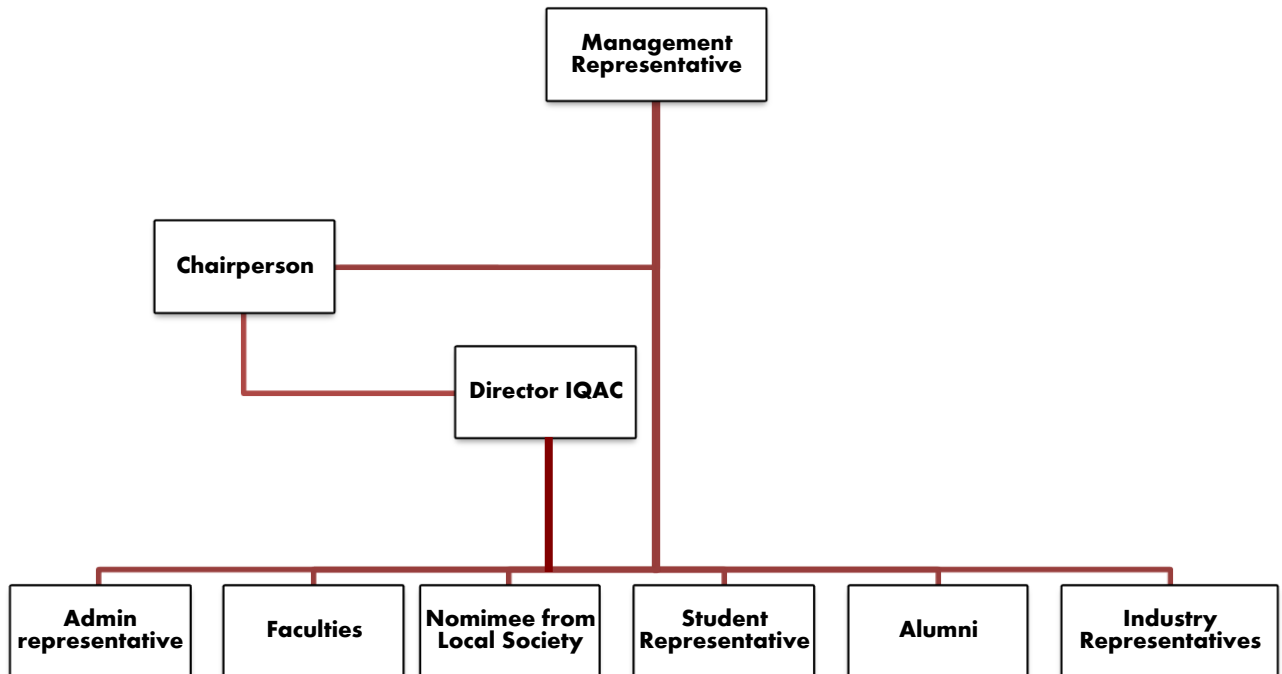 Management
Representative
Chairperson
Director IQAC
Admin
representative
Faculties
Nomimee from
Local Society
Student
Representative
Alumni
Industry
Representatives